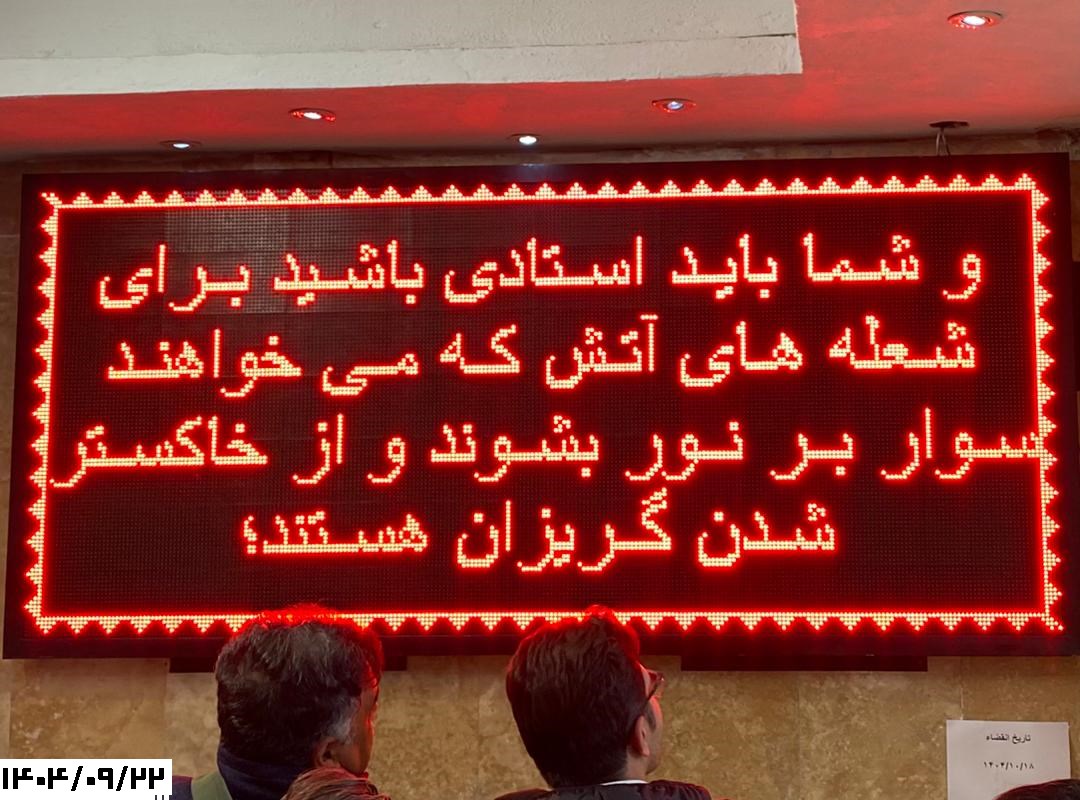 و شما باید استادی باشید برای
شعله های آتش که می خواهند
سوار بر نور بشوند و از خاکستر
شدن گریزان هستند؛
تاریخ انقضاء
۱۴۰۴/۱۰/۱۸
۱۴۰۴/۰۹/۲۲